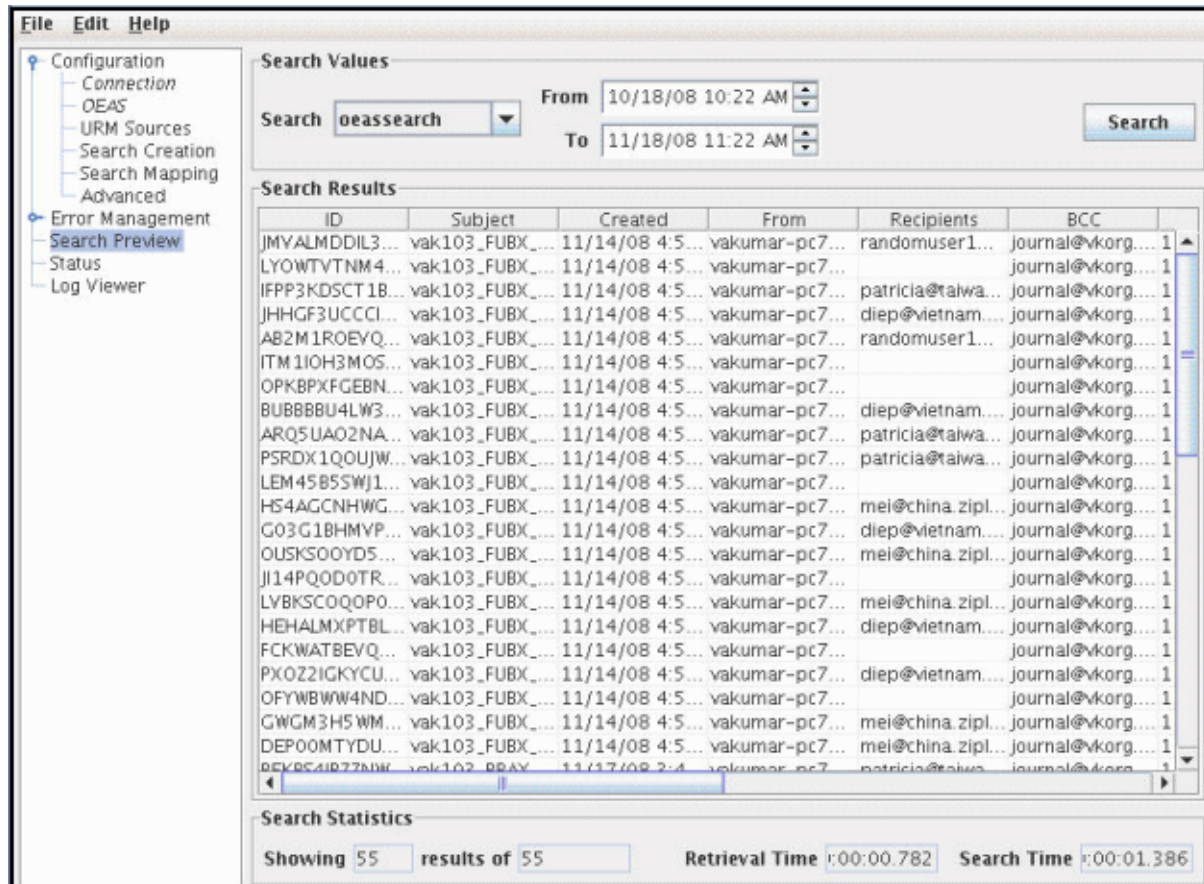 File Edit Help
Configuration
Connection
OEAS
URM Sources
Search Creation
Search Mapping
Advanced
Error Management
Search Preview
Status
Log Viewer
Search Values
Search oeassearch
From 10/18/08 10:22 AM
To 11/18/08 11:22 AM
Search
Search Results
ID Subject Created From Recipients BCC
JMVALMDDIL3... vak103_FUBX_... 11/14/08 4:5... vakumar-pc7... randomuser1... journal@vkorg.... 1
LYOWTVTNM4... vak103_FUBX_... 11/14/08 4:5... vakumar-pc7... journal@vkorg.... 1
IFPP3KDSCT1B... vak103_FUBX_... 11/14/08 4:5... vakumar-pc7... patricia@taiwa... journal@vkorg.... 1
JHHGF3UCCCI... vak103_FUBX_... 11/14/08 4:5... vakumar-pc7... diep@vietnam.... journal@vkorg.... 1
AB2M1ROEVQ... vak103_FUBX_... 11/14/08 4:5... vakumar-pc7... randomuser1... journal@vkorg.... 1
ITM1IOH3MOS... vak103_FUBX_... 11/14/08 4:5... vakumar-pc7... journal@vkorg.... 1
OPKBPXFGEBN... vak103_FUBX_... 11/14/08 4:5... vakumar-pc7... journal@vkorg.... 1
BUBBBBU4LW3... vak103_FUBX_... 11/14/08 4:5... vakumar-pc7... diep@vietnam.... journal@vkorg.... 1
ARQ5UAO2NA... vak103_FUBX_... 11/14/08 4:5... vakumar-pc7... patricia@taiwa... journal@vkorg.... 1
PSRDX1QOUJW... vak103_FUBX_... 11/14/08 4:5... vakumar-pc7... patricia@taiwa... journal@vkorg.... 1
LEM45B5SWJ1... vak103_FUBX_... 11/14/08 4:5... vakumar-pc7... journal@vkorg.... 1
HS4AGCNHWG... vak103_FUBX_... 11/14/08 4:5... vakumar-pc7... mei@china.zipl... journal@vkorg.... 1
GO3G1BHMVP... vak103_FUBX_... 11/14/08 4:5... vakumar-pc7... diep@vietnam.... journal@vkorg.... 1
OUSKSOOYD5... vak103_FUBX_... 11/14/08 4:5... vakumar-pc7... mei@china.zipl... journal@vkorg.... 1
JI14PQOD0TR... vak103_FUBX_... 11/14/08 4:5... vakumar-pc7... journal@vkorg.... 1
LVBKSCOQOPO... vak103_FUBX_... 11/14/08 4:5... vakumar-pc7... mei@china.zipl... journal@vkorg.... 1
HEHALMXPTBL... vak103_FUBX_... 11/14/08 4:5... vakumar-pc7... diep@vietnam.... journal@vkorg.... 1
FCKWATBEVQ... vak103_FUBX_... 11/14/08 4:5... vakumar-pc7... journal@vkorg.... 1
PXOZ2IGKYCU... vak103_FUBX_... 11/14/08 4:5... vakumar-pc7... diep@vietnam.... journal@vkorg.... 1
OFYWBWW4ND... vak103_FUBX_... 11/14/08 4:5... vakumar-pc7... journal@vkorg.... 1
GWGM3H5WM... vak103_FUBX_... 11/14/08 4:5... vakumar-pc7... mei@china.zipl... journal@vkorg.... 1
DEPOOMTYDU... vak103_FUBX_... 11/14/08 4:5... vakumar-pc7... mei@china.zipl... journal@vkorg.... 1
11/17/08 vakumar-pc7... patricia@taiwa... journal@vkorg.... 1
Search Statistics
Showing 55 results of 55 Retrieval Time :00:00.782 Search Time :00:01.386